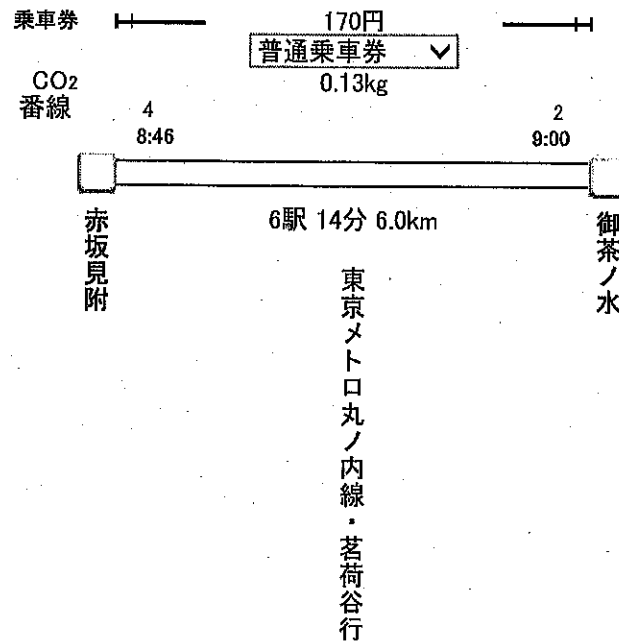 乗車券
170円
普通乗車券
CO2
0.13kg
番線
4
2
8:46
9:00
赤坂見附
6駅 14分 6.0km
御茶ノ水
東京メトロ丸ノ内線・茗荷谷行